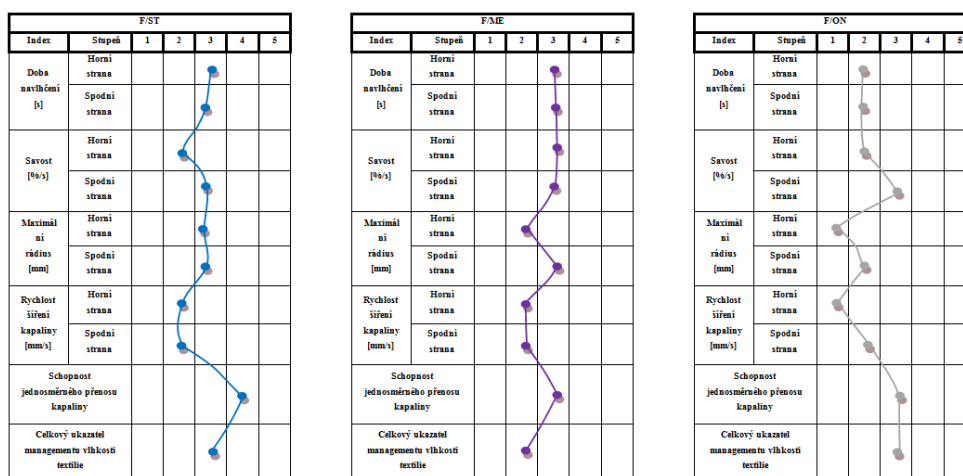 F/ST
Index Stupeň 1 2 3 4 5
Doba
navlhčení
[s]
Horní
strana
Spodní
strana
Savost
[%/s]
Horní
strana
Spodní
strana
Maximál
ní
rádius
[mm]
Horní
strana
Spodní
strana
Rychlost
šíření
kapaliny
[mm/s]
Horní
strana
Spodní
strana
Schopnost
jednosměrného přenosu
kapaliny
Celkový ukazatel
managementu vlhkosti
textilie
F/ME
Index Stupeň 1 2 3 4 5
Doba
navlhčení
[s]
Horní
strana
Spodní
strana
Savost
[%/s]
Horní
strana
Spodní
strana
Maximál
ní
rádius
[mm]
Horní
strana
Spodní
strana
Rychlost
šíření
kapaliny
[mm/s]
Horní
strana
Spodní
strana
Schopnost
jednosměrného přenosu
kapaliny
Celkový ukazatel
managementu vlhkosti
textilie
F/ON
Index Stupeň 1 2 3 4 5
Doba
navlhčení
[s]
Horní
strana
Spodní
strana
Savost
[%/s]
Horní
strana
Spodní
strana
Maximál
ní
rádius
[mm]
Horní
strana
Spodní
strana
Rychlost
šíření
kapaliny
[mm/s]
Horní
strana
Spodní
strana
Schopnost
jednosměrného přenosu
kapaliny
Celkový ukazatel
managementu vlhkosti
textilie